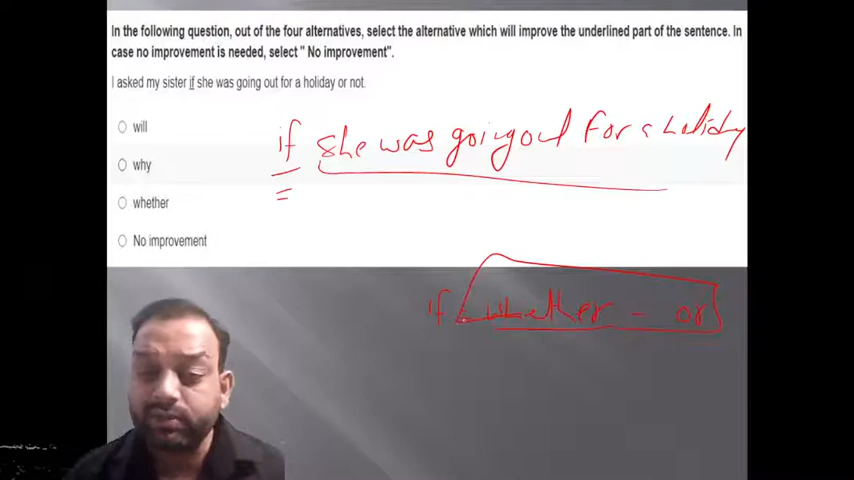 In the following question, out of the four alternatives, select the alternative which will improve the underlined part of the sentence. In
case no improvement is needed, select " No improvement".
I asked my sister if she was going out for a holiday or not.
will
why
whether
No improvement
if she was going out for a holiday
if whether - or